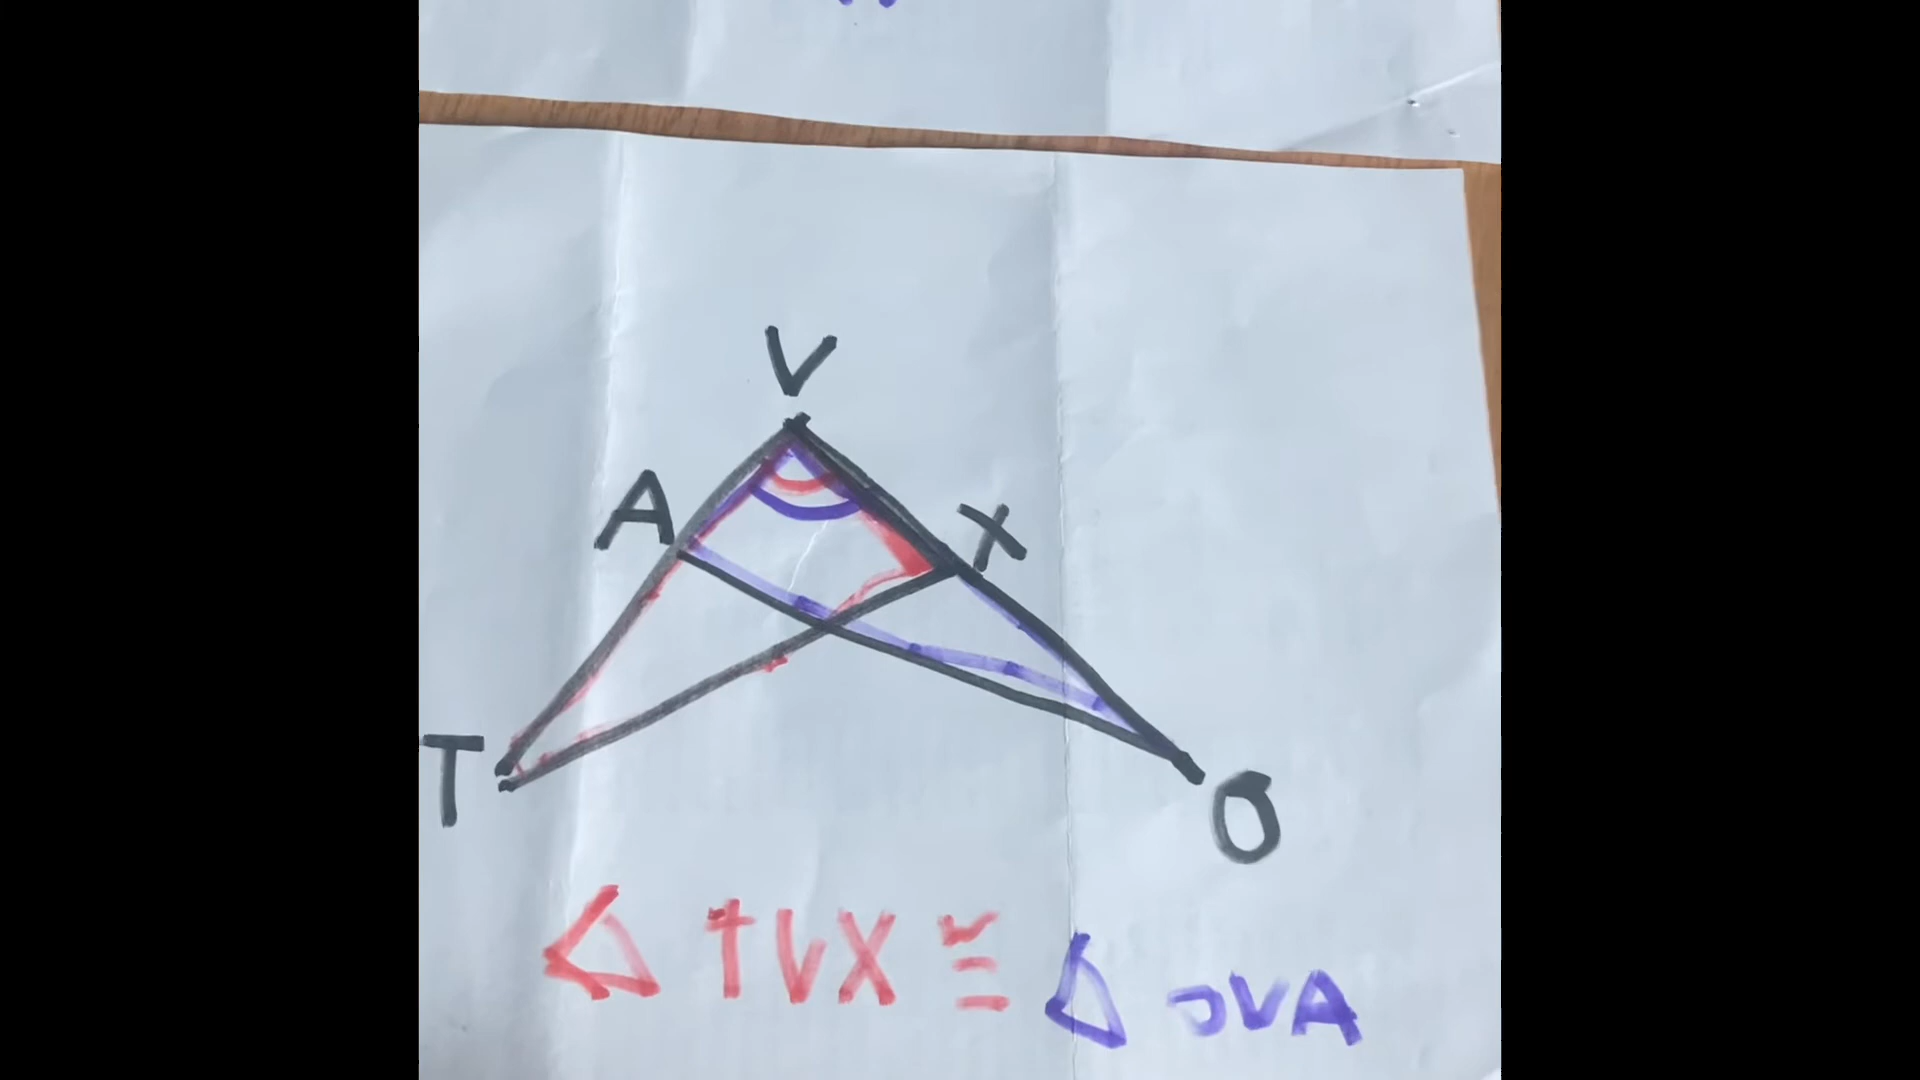 V
A
X
T
O
Δ TVX ≅ Δ OVA